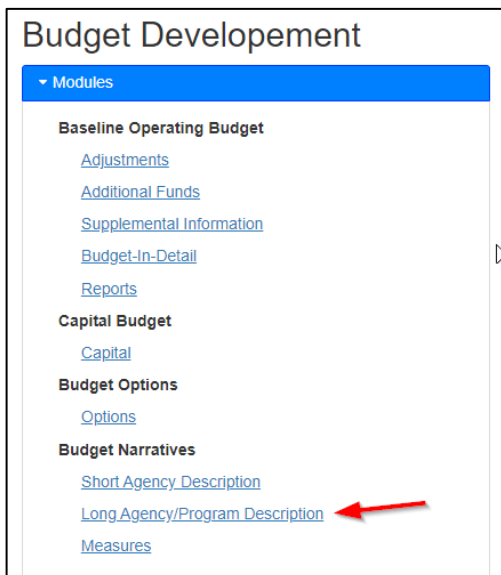 Budget Developement
Modules
Baseline Operating Budget
Adjustments
Additional Funds
Supplemental Information
Budget-In-Detail
Reports
Capital Budget
Capital
Budget Options
Options
Budget Narratives
Short Agency Description
Long Agency/Program Description
Measures